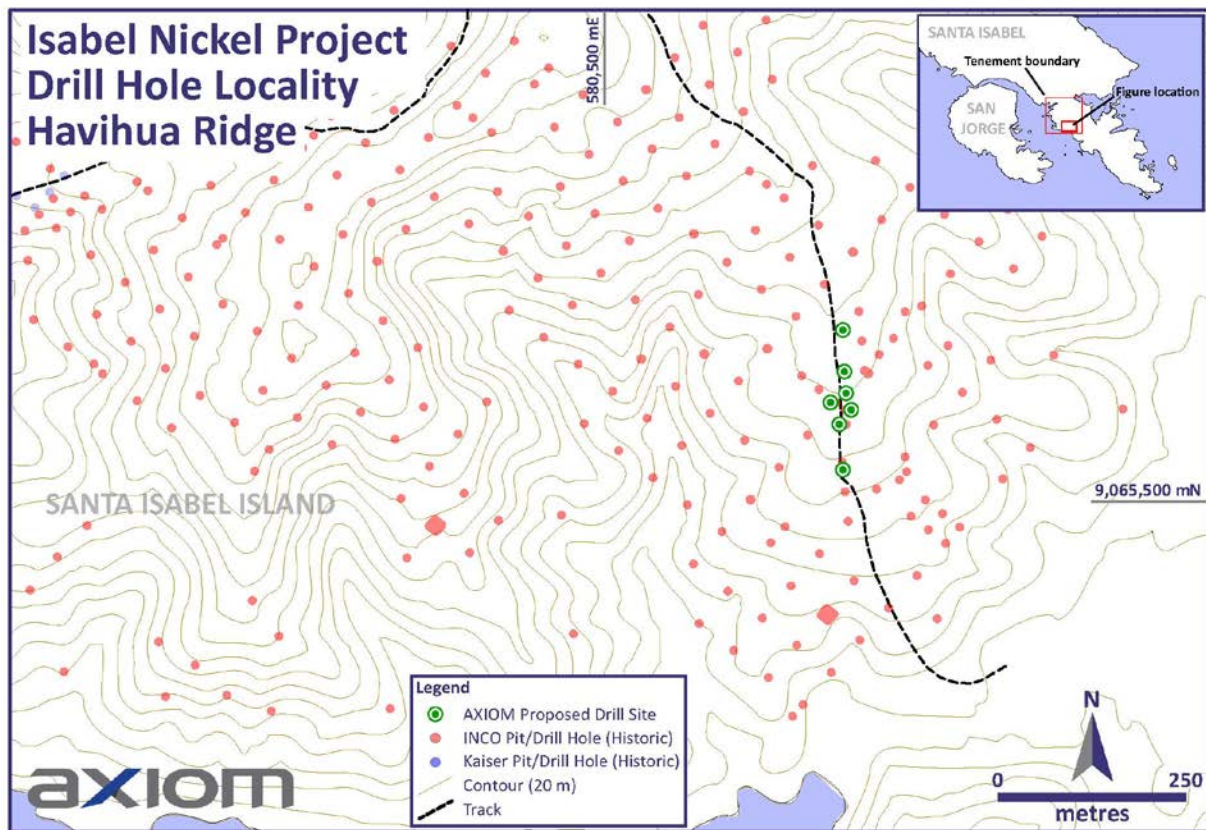 Isabel Nickel Project
Drill Hole Locality
Havihua Ridge
580,500 mE
SANTA ISABEL
Tenement boundary
Figure location
SAN
JORGE
SANTA ISABEL ISLAND
9,065,500 mN
Legend
AXIOM Proposed Drill Site
INCO Pit/Drill Hole (Historic)
Kaiser Pit/Drill Hole (Historic)
Contour (20 m)
Track
axiom
N
0 250
metres